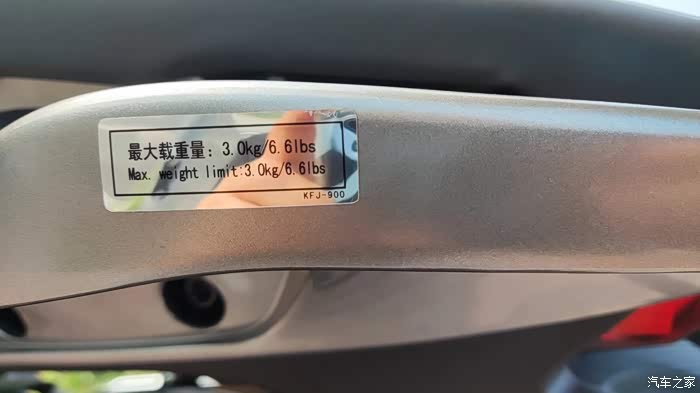 最大载重量：3.0kg/6.6lbs
Max. weight limit:3.0kg/6.6lbs
KFJ-900
汽车之家